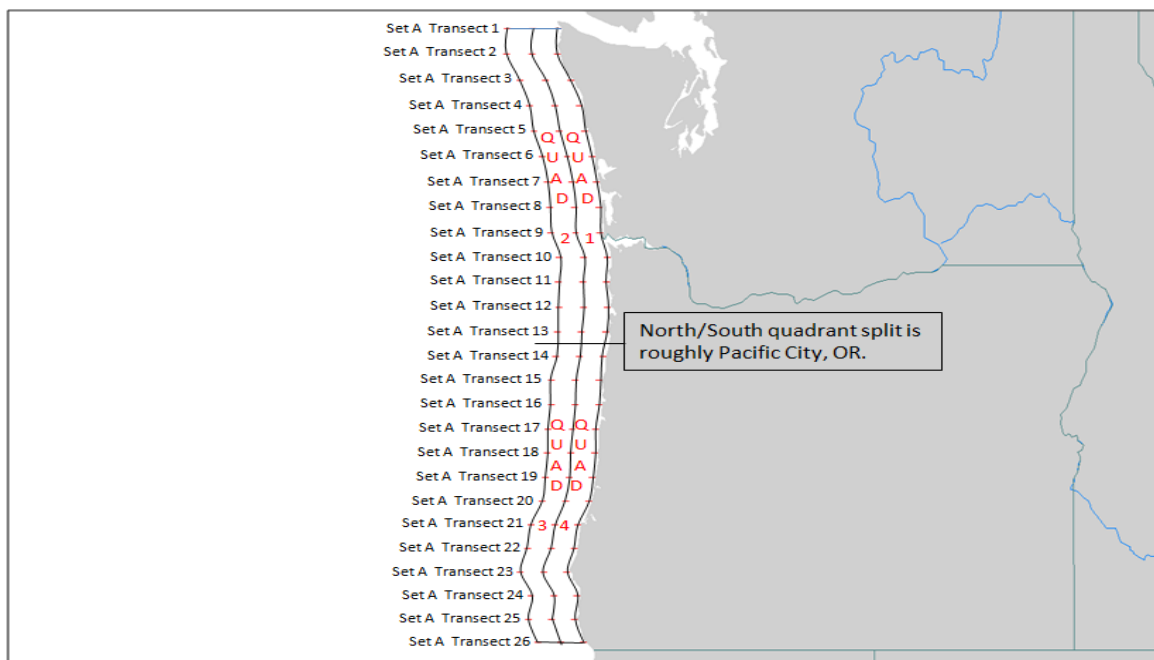 Set A Transect 1
Set A Transect 2
Set A Transect 3
Set A Transect 4
Set A Transect 5
Set A Transect 6
Set A Transect 7
Set A Transect 8
Set A Transect 9
Set A Transect 10
Set A Transect 11
Set A Transect 12
Set A Transect 13
Set A Transect 14
Set A Transect 15
Set A Transect 16
Set A Transect 17
Set A Transect 18
Set A Transect 19
Set A Transect 20
Set A Transect 21
Set A Transect 22
Set A Transect 23
Set A Transect 24
Set A Transect 25
Set A Transect 26
QUAD 2
QUAD 1
North/South quadrant split is
roughly Pacific City, OR.
QUAD 3
QUAD 4